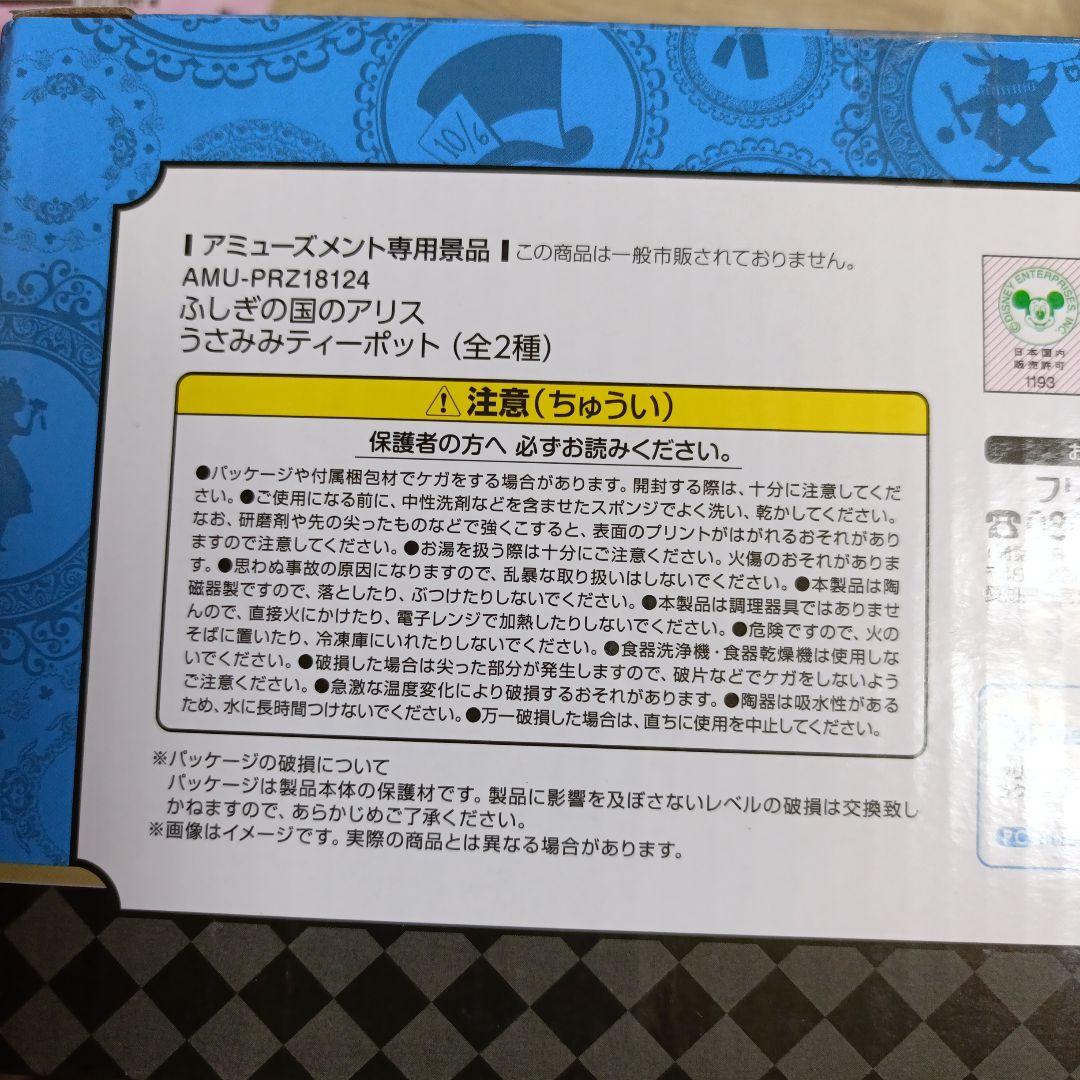 10/6
アミューズメント専用景品 この商品は一般市販されておりません。
AMU-PRZ18124
ふしぎの国のアリス
うさみみティーポット（全2種）
©DISNEY ENTERPRISES, INC
日本国内
販売許可
1193
注意（ちゅうい）
保護者の方へ 必ずお読みください。
●パッケージや付属梱包材でケガをする場合があります。開封する際は、十分に注意してくだ
さい。●ご使用になる前に、中性洗剤などを含ませたスポンジでよく洗い、乾かしてください。
なお、研磨剤や先の尖ったものなどで強くこすると、表面のプリントがはがれるおそれがあり
ますので注意してください。●お湯を扱う際は十分にご注意ください。火傷のおそれがありま
す。●思わぬ事故の原因になりますので、乱暴な取り扱いはしないでください。●本製品は陶
磁器製ですので、落としたり、ぶつけたりしないでください。●本製品は調理器具ではありませ
んので、直接火にかけたり、電子レンジで加熱したりしないでください。●危険ですので、火の
そばに置いたり、冷凍庫にいれたりしないでください。●食器洗浄機・食器乾燥機は使用しな
いでください。●破損した場合は尖った部分が発生しますので、破片などでケガをしないよう
ご注意ください。●急激な温度変化により破損するおそれがあります。●陶器は吸水性がある
ため、水に長時間つけないでください。●万一破損した場合は、直ちに使用を中止してください。
※パッケージの破損について
パッケージは製品本体の保護材です。製品に影響を及ぼさないレベルの破損は交換致し
かねますので、あらかじめご了承ください。
※画像はイメージです。実際の商品とは異なる場合があります。
お
フリ
PC